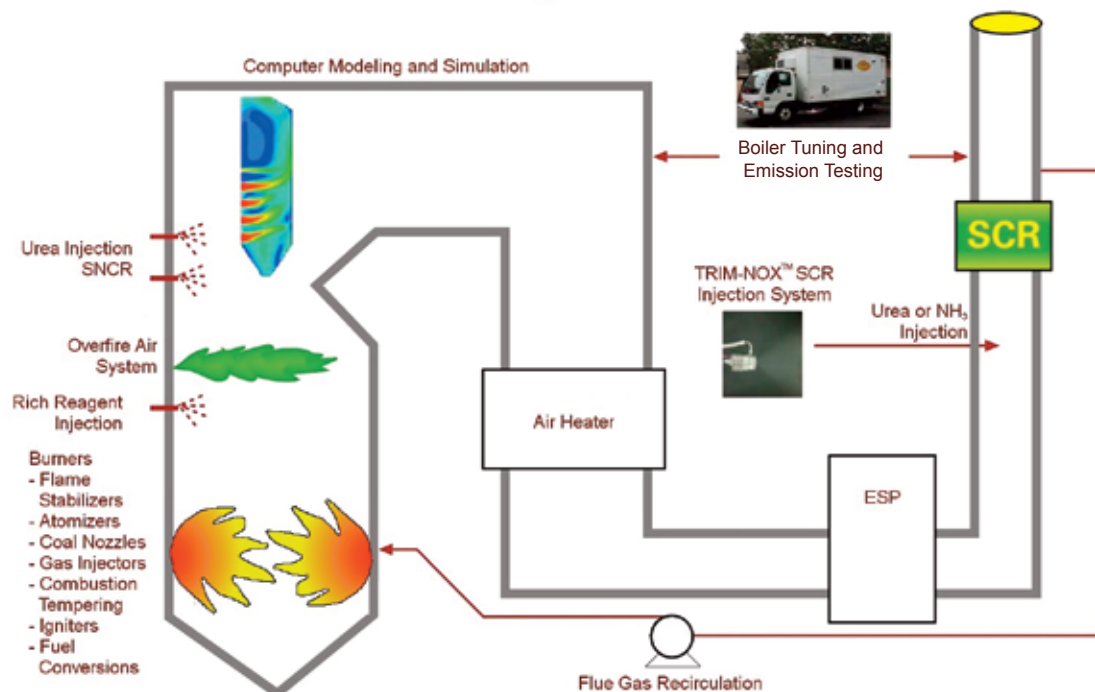 Computer Modeling and Simulation
Boiler Tuning and
Emission Testing
Urea Injection
SNCR
SCR
TRIM-NOX™ SCR
Injection System
Urea or NH₃
Injection
Overfire Air
System
Rich Reagent
Injection
Air Heater
ESP
Burners
- Flame
Stabilizers
- Atomizers
- Coal Nozzles
- Gas Injectors
- Combustion
Tempering
- Igniters
- Fuel
Conversions
Flue Gas Recirculation